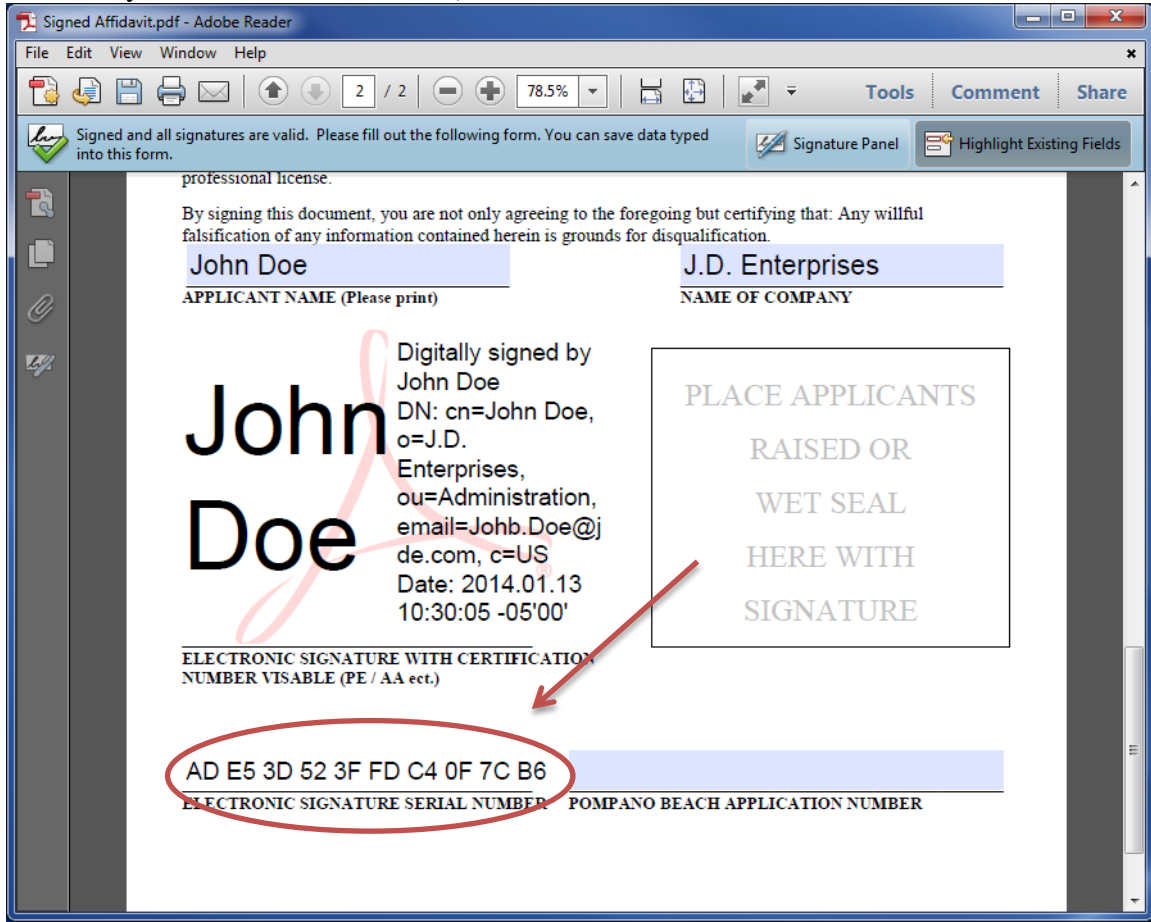 Signed Affidavit.pdf - Adobe Reader
File Edit View Window Help
2 / 2 78.5% Tools Comment Share
Signed and all signatures are valid. Please fill out the following form. You can save data typed
into this form.
Signature Panel Highlight Existing Fields
professional license.
By signing this document, you are not only agreeing to the foregoing but certifying that: Any willful
falsification of any information contained herein is grounds for disqualification.
John Doe
APPLICANT NAME (Please print)
J.D. Enterprises
NAME OF COMPANY
John
Doe
Digitally signed by
John Doe
DN: cn=John Doe,
o=J.D.
Enterprises,
ou=Administration,
email=Johb.Doe@j
de.com, c=US
Date: 2014.01.13
10:30:05 -05'00'
PLACE APPLICANTS
RAISED OR
WET SEAL
HERE WITH
SIGNATURE
ELECTRONIC SIGNATURE WITH CERTIFICATION
NUMBER VISABLE (PE / AA ect.)
AD E5 3D 52 3F FD C4 0F 7C B6
ELECTRONIC SIGNATURE SERIAL NUMBER
POMPANO BEACH APPLICATION NUMBER